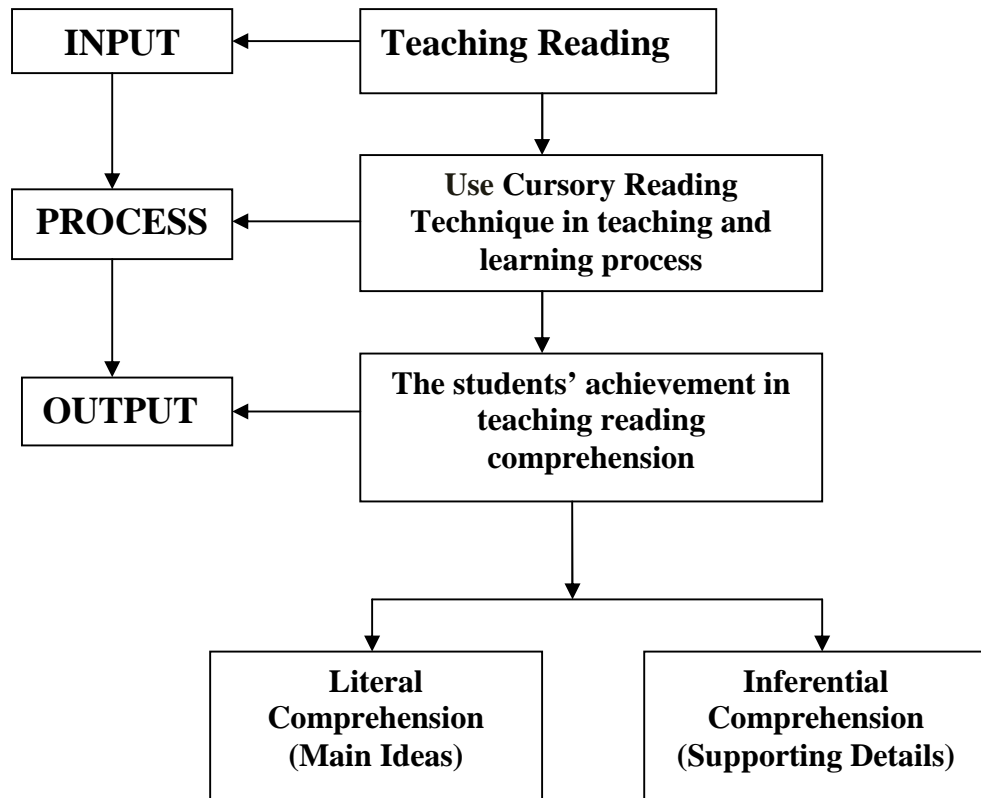 INPUT
Teaching Reading
PROCESS
Use Cursory Reading
Technique in teaching and
learning process
OUTPUT
The students’ achievement in
teaching reading
comprehension
Literal
Comprehension
(Main Ideas)
Inferential
Comprehension
(Supporting Details)